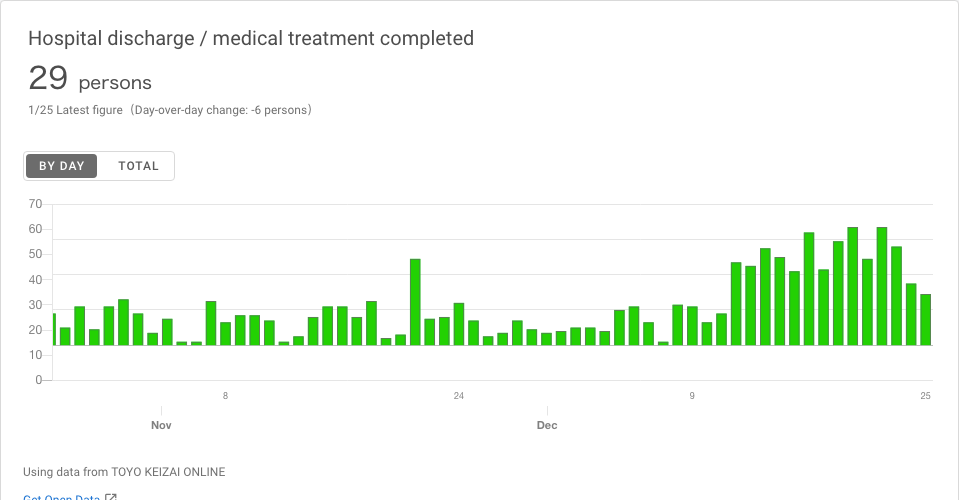 Hospital discharge / medical treatment completed
29 persons
1/25 Latest figure（Day-over-day change: -6 persons）
BY DAY TOTAL
70
60
50
40
30
20
10
0
8 24 9 25
Nov Dec
Using data from TOYO KEIZAI ONLINE
Get Open Data